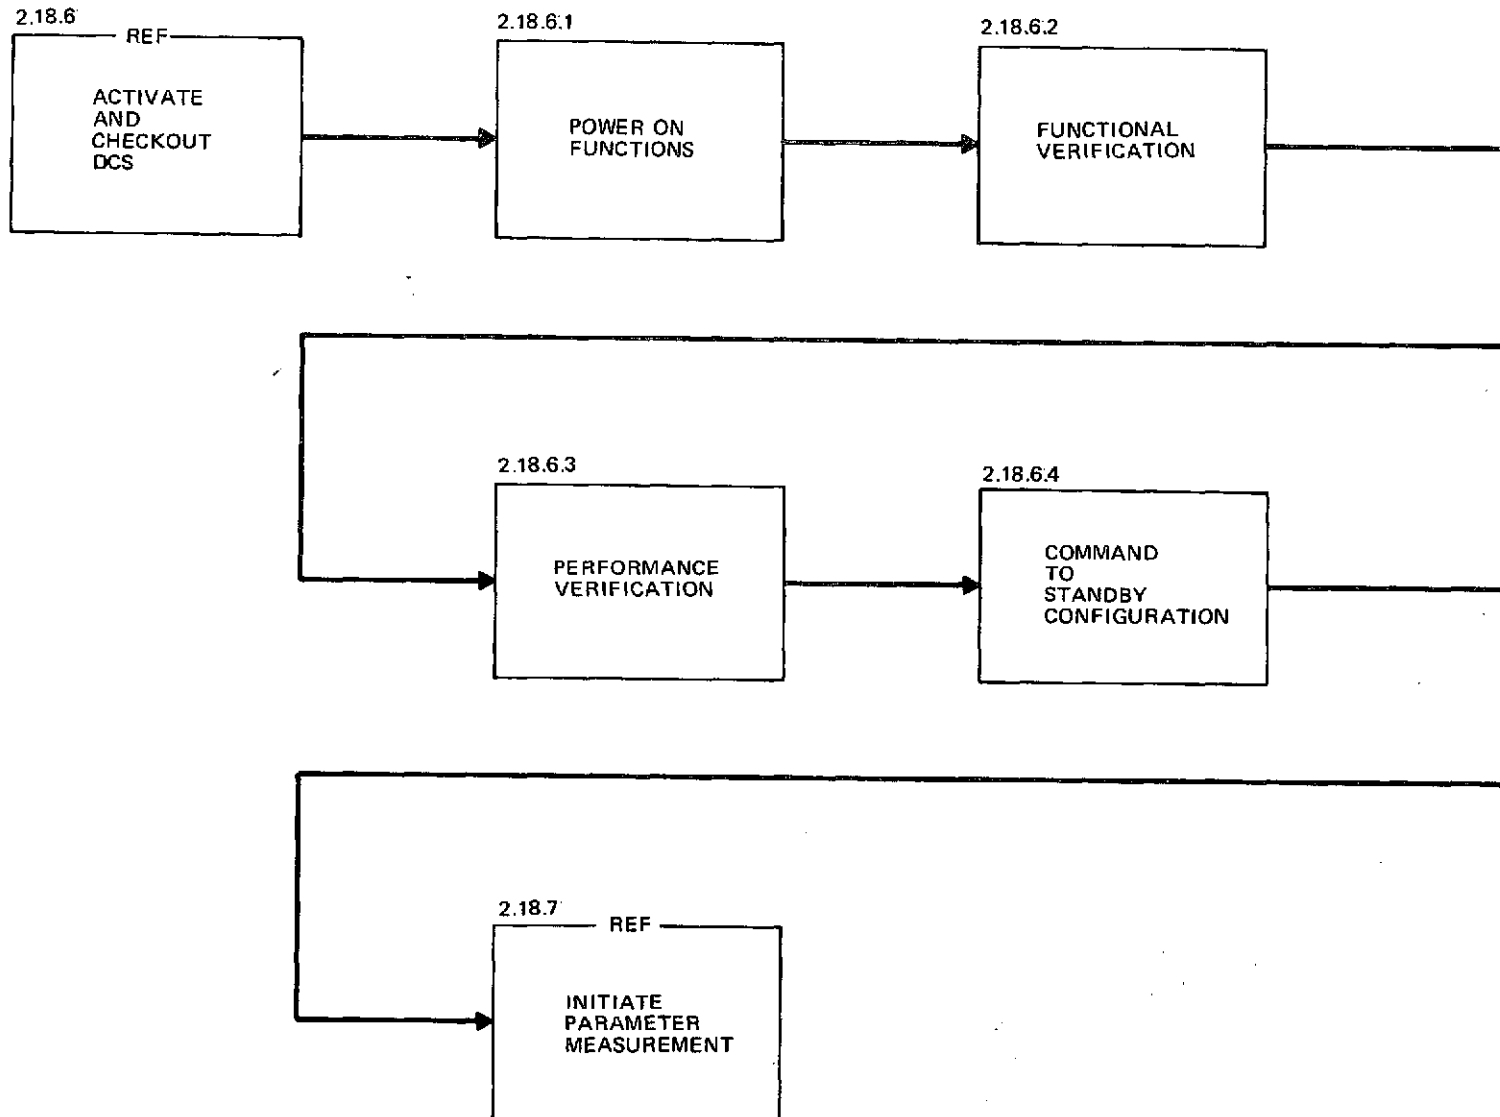 2.18.6
REF
ACTIVATE
AND
CHECKOUT
DCS
2.18.6.1
POWER ON
FUNCTIONS
2.18.6.2
FUNCTIONAL
VERIFICATION
2.18.6.3
PERFORMANCE
VERIFICATION
2.18.6.4
COMMAND
TO
STANDBY
CONFIGURATION
2.18.7
REF
INITIATE
PARAMETER
MEASUREMENT